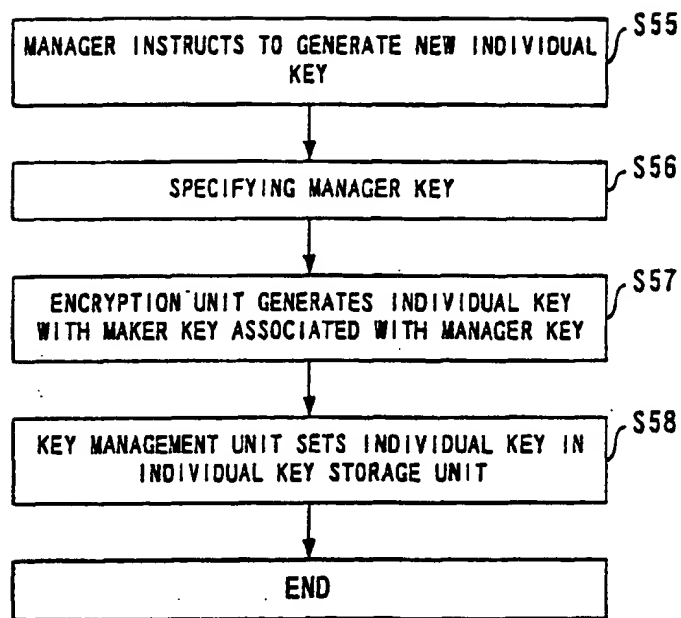 MANAGER INSTRUCTS TO GENERATE NEW INDIVIDUAL
KEY
S55
SPECIFYING MANAGER KEY
S56
ENCRYPTION UNIT GENERATES INDIVIDUAL KEY
WITH MAKER KEY ASSOCIATED WITH MANAGER KEY
S57
KEY MANAGEMENT UNIT SETS INDIVIDUAL KEY IN
INDIVIDUAL KEY STORAGE UNIT
S58
END